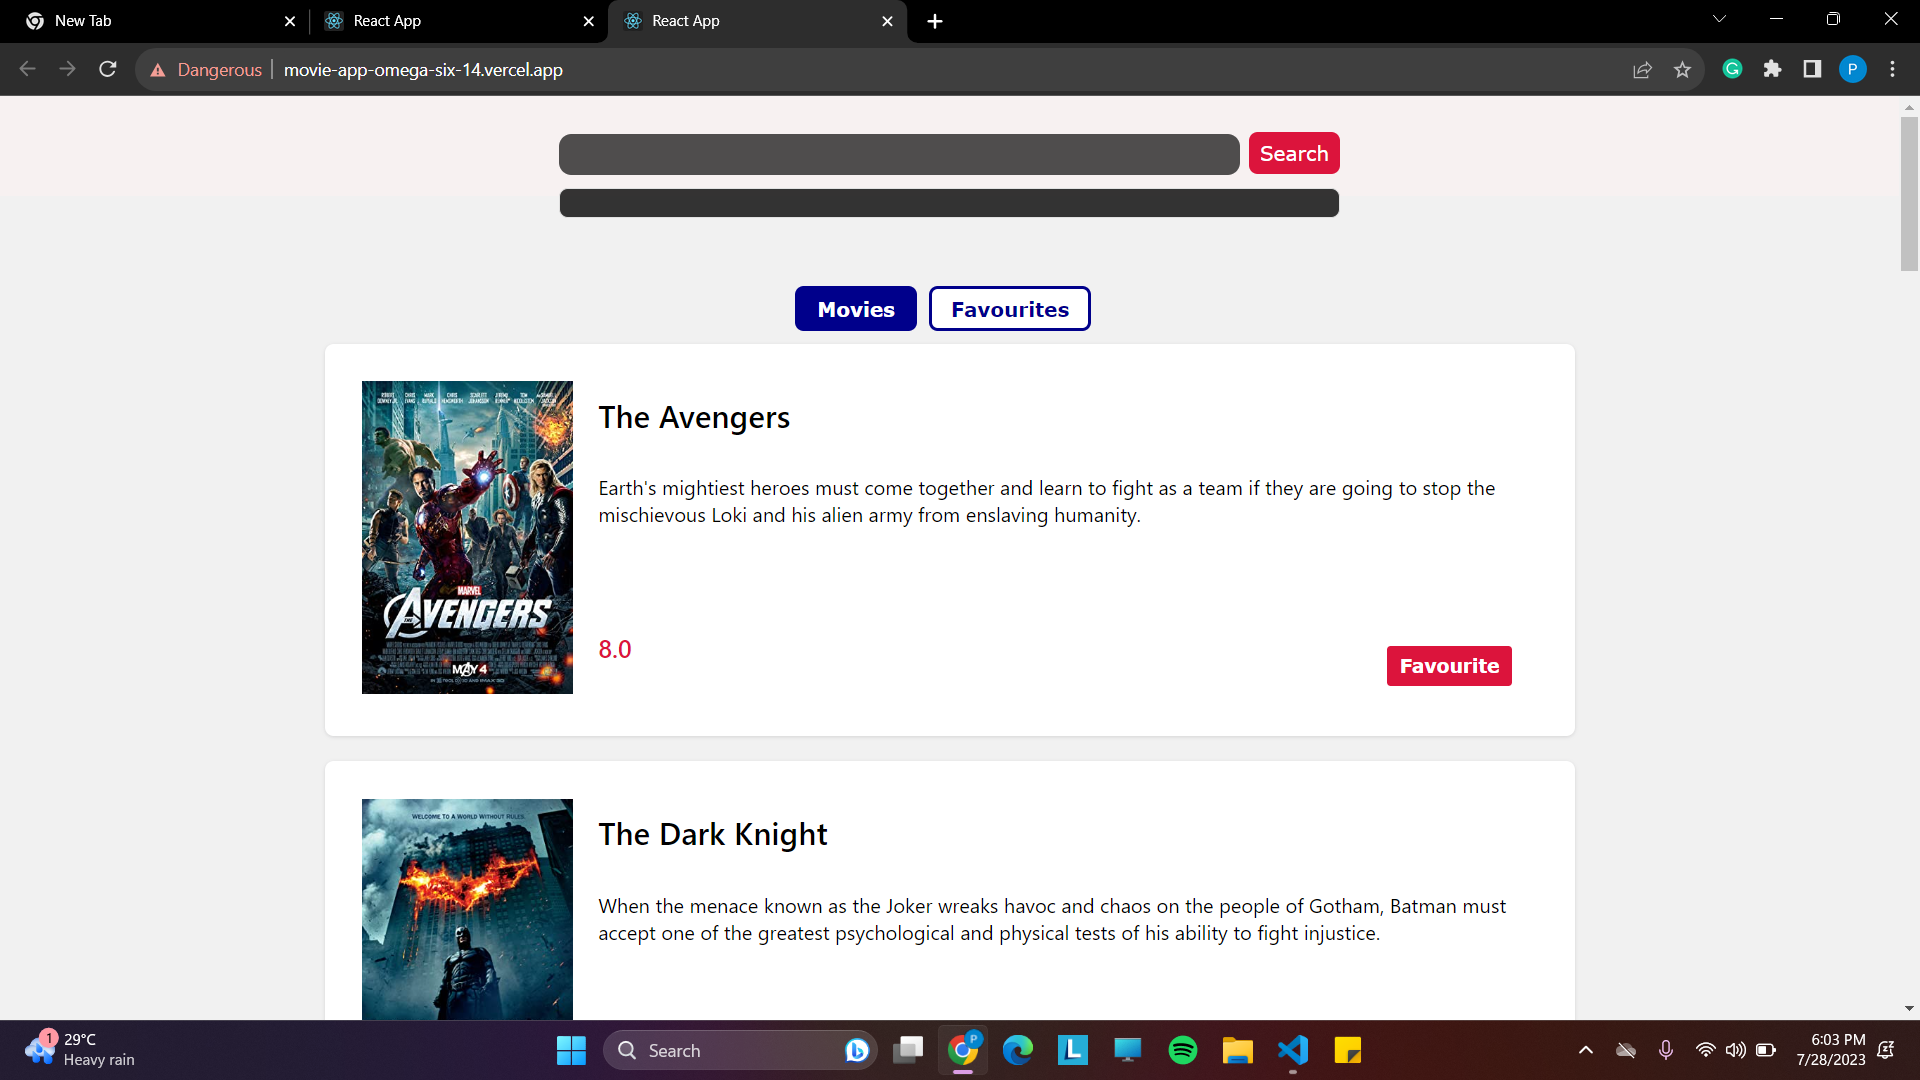 New Tab
React App
React App
Dangerous
movie-app-omega-six-14.vercel.app
G
P
Search
Movies
Favourites
The Avengers
Earth's mightiest heroes must come together and learn to fight as a team if they are going to stop the
mischievous Loki and his alien army from enslaving humanity.
MARVEL
AVENGERS
MAY 4
8.0
Favourite
The Dark Knight
WELCOME TO A WORLD WITHOUT RULES.
When the menace known as the Joker wreaks havoc and chaos on the people of Gotham, Batman must
accept one of the greatest psychological and physical tests of his ability to fight injustice.
1
29°C
Heavy rain
Search
P
L
6:03 PM
7/28/2023